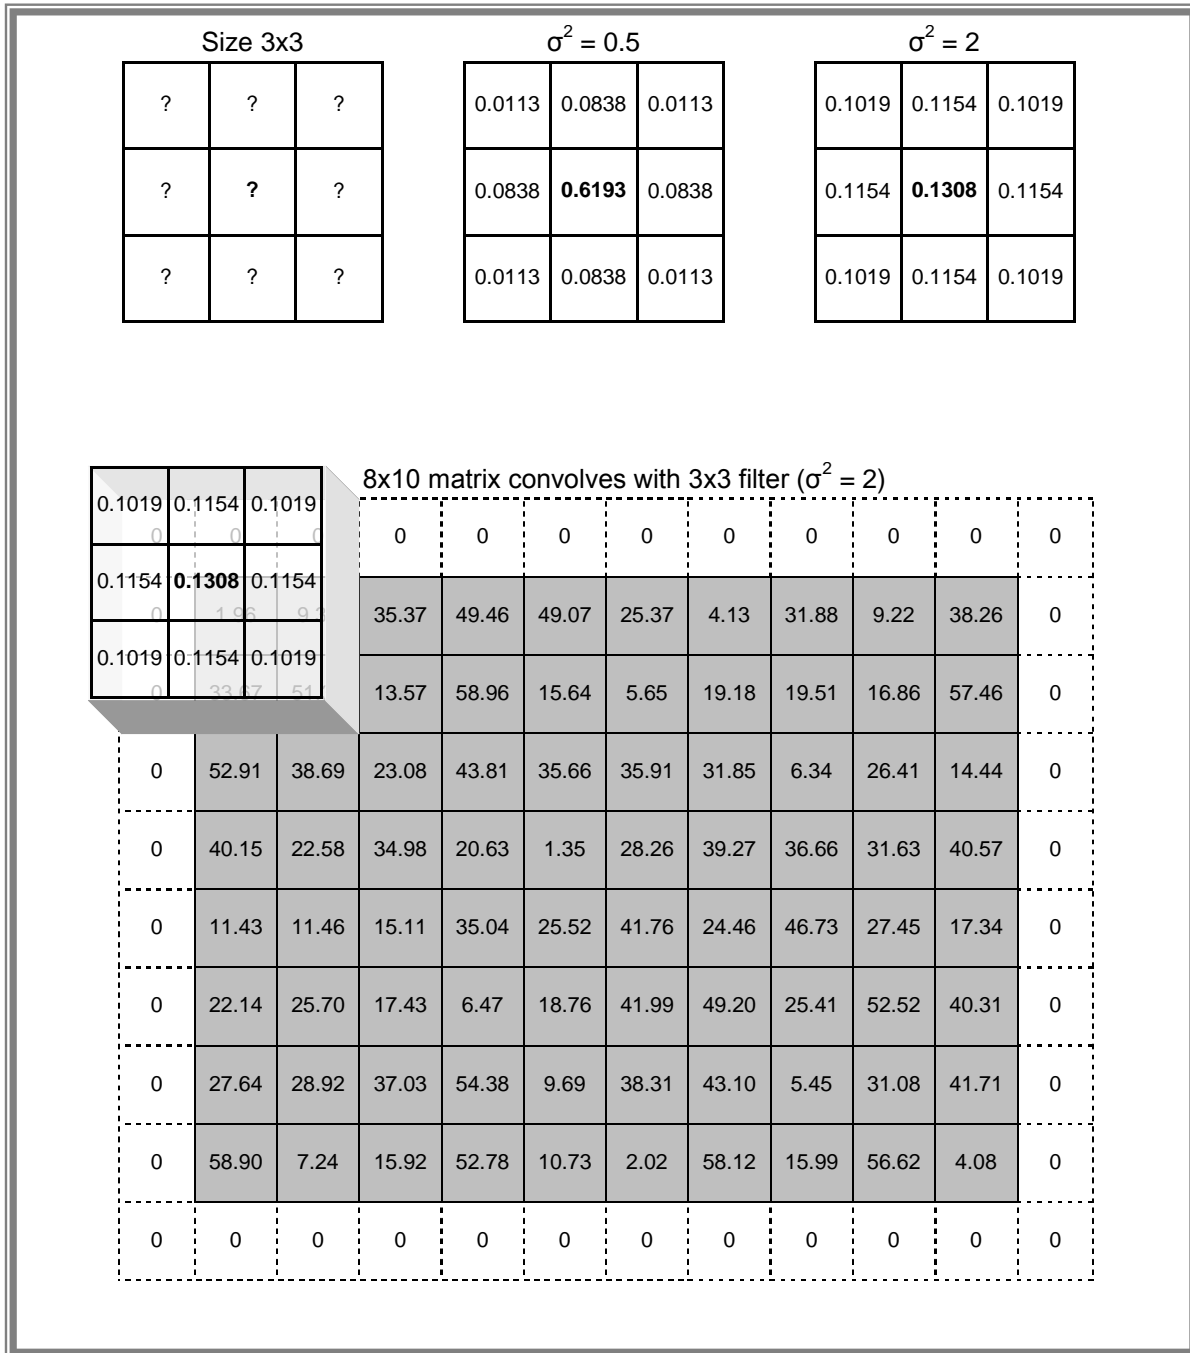 Size 3x3 σ² = 0.5 σ² = 2
? ? ? 0.0113 0.0838 0.0113 0.1019 0.1154 0.1019
? ? ? 0.0838 0.6193 0.0838 0.1154 0.1308 0.1154
? ? ? 0.0113 0.0838 0.0113 0.1019 0.1154 0.1019
8x10 matrix convolves with 3x3 filter (σ² = 2)
0.1019 0.1154 0.1019
0 0 0 0 0 0 0 0 0 0 0 0
0.1154 0.1308 0.1154
0 1.96 35.37 49.46 49.07 25.37 4.13 31.88 9.22 38.26 0
0.1019 0.1154 0.1019
0 33.67 13.57 58.96 15.64 5.65 19.18 19.51 16.86 57.46 0
0 52.91 38.69 23.08 43.81 35.66 35.91 31.85 6.34 26.41 14.44 0
0 40.15 22.58 34.98 20.63 1.35 28.26 39.27 36.66 31.63 40.57 0
0 11.43 11.46 15.11 35.04 25.52 41.76 24.46 46.73 27.45 17.34 0
0 22.14 25.70 17.43 6.47 18.76 41.99 49.20 25.41 52.52 40.31 0
0 27.64 28.92 37.03 54.38 9.69 38.31 43.10 5.45 31.08 41.71 0
0 58.90 7.24 15.92 52.78 10.73 2.02 58.12 15.99 56.62 4.08 0
0 0 0 0 0 0 0 0 0 0 0 0